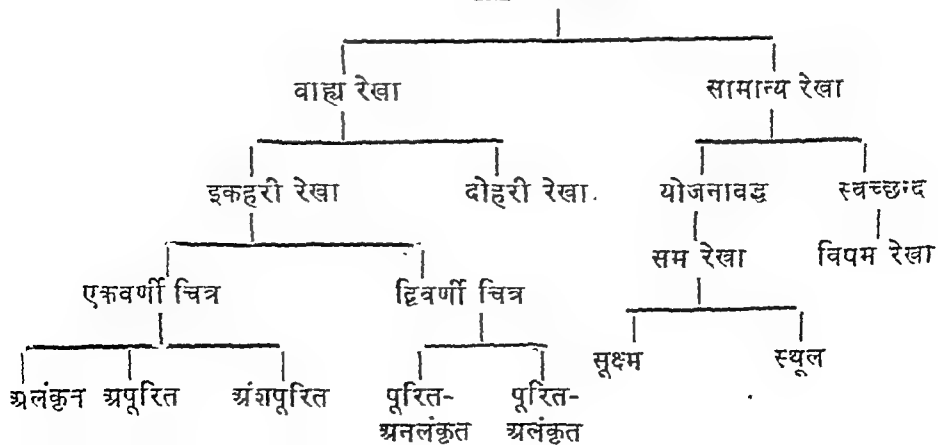 वाह्य रेखा सामान्य रेखा
इकहरी रेखा दोहरी रेखा. योजनावद्ध स्वच्छन्द
सम रेखा विषम रेखा
एकवर्णी चित्र द्विवर्णी चित्र
सूक्ष्म स्थूल
अलंकृत अपूरित अंशपूरित पूरित- पूरित-
अनलंकृत अलंकृत